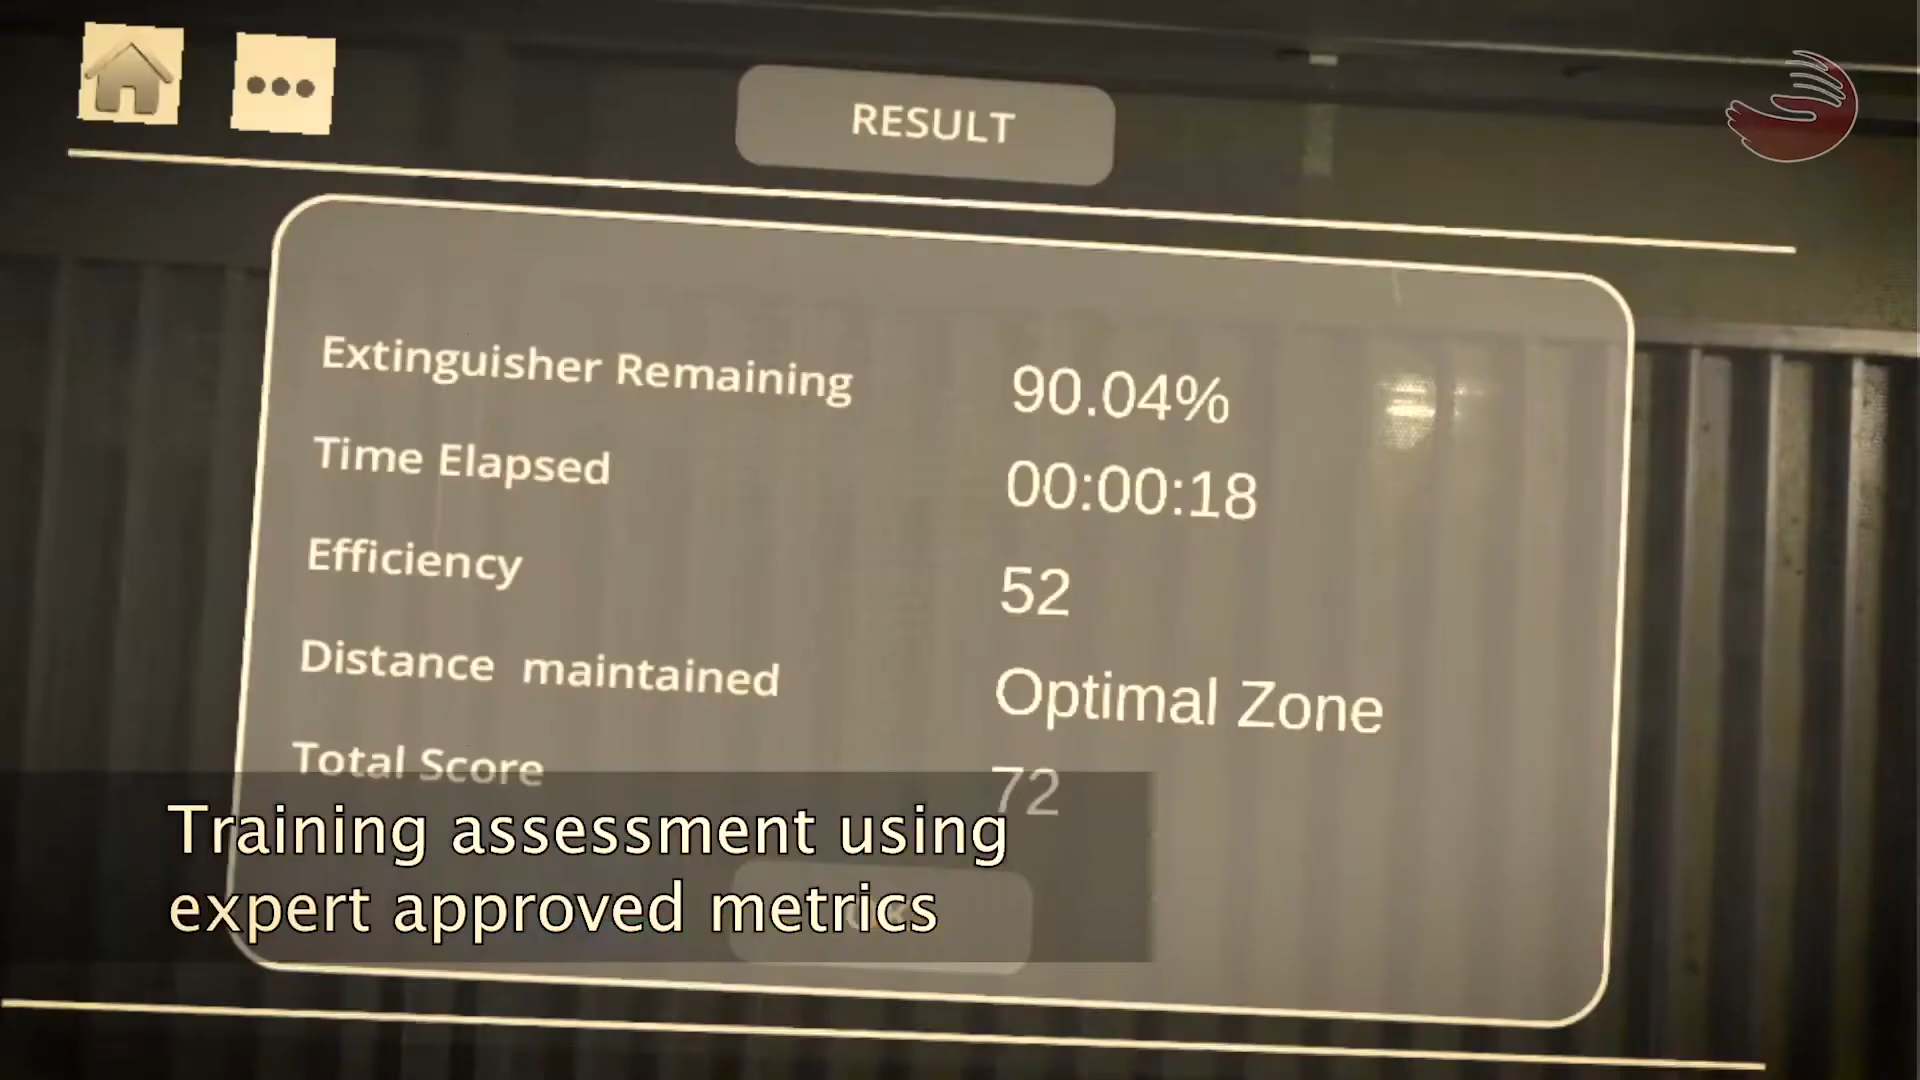 RESULT
Extinguisher Remaining 90.04%
Time Elapsed 00:00:18
Efficiency 52
Distance maintained Optimal Zone
Total Score 72
Training assessment using
expert approved metrics